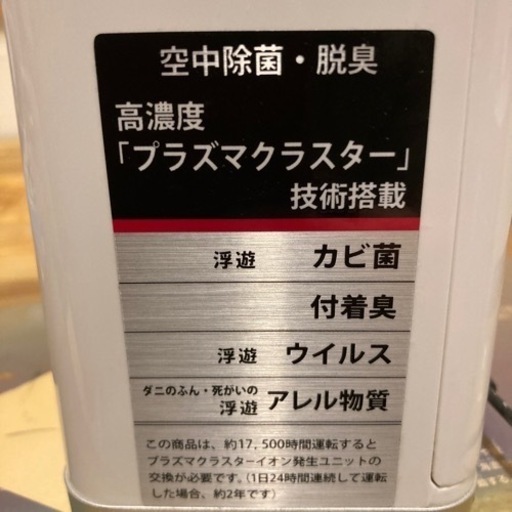 空中除菌・脱臭
高濃度
「プラズマクラスター」
技術搭載
浮遊 カビ菌
付着臭
浮遊 ウイルス
ダニのふん・死がいの
浮遊 アレル物質
この商品は、約17,500時間運転すると
プラズマクラスターイオン発生ユニットの
交換が必要です。(1日24時間連続して運転
した場合、約2年です)